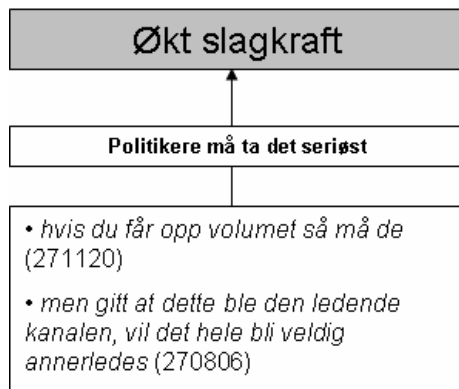 Økt slagkraft
Politikere må ta det seriøst
• hvis du får opp volumet så må de
(271120)
• men gitt at dette ble den ledende
kanalen, vil det hele bli veldig
annerledes (270806)